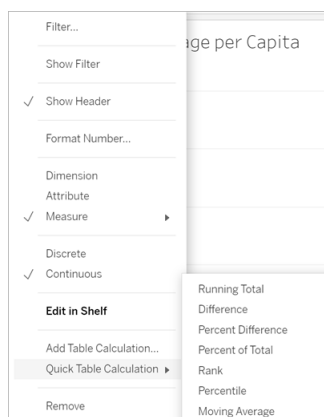 Filter...
age per Capita
Show Filter
Show Header
Format Number...
Dimension
Attribute
Measure
Discrete
Continuous
Edit in Shelf
Add Table Calculation...
Quick Table Calculation
Remove
Running Total
Difference
Percent Difference
Percent of Total
Rank
Percentile
Moving Average